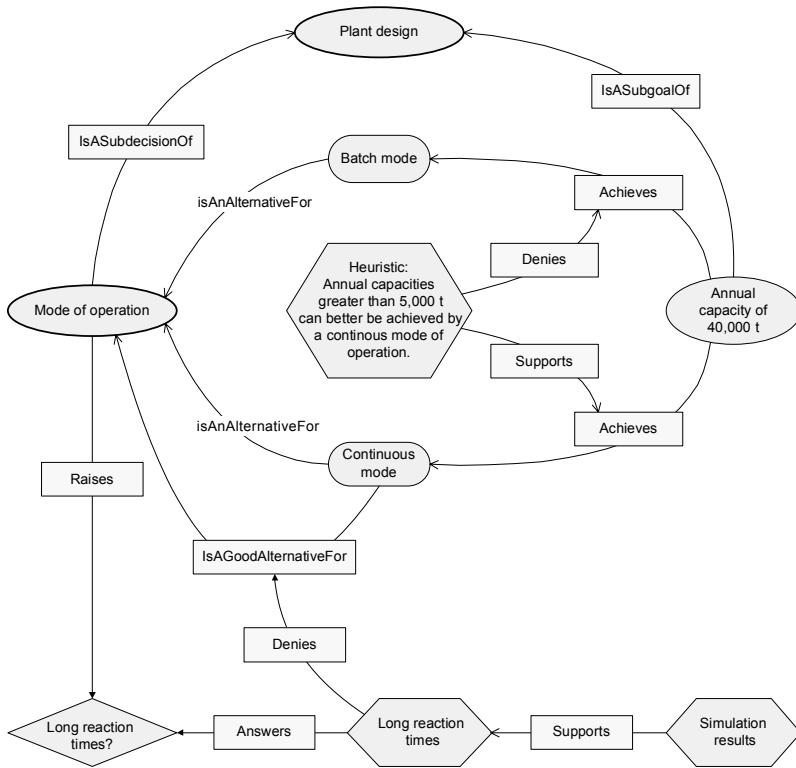 Plant design
IsASubgoalOf
IsASubdecisionOf
Batch mode
Achieves
isAnAlternativeFor
Denies
Heuristic:
Annual capacities
greater than 5,000 t
can better be achieved by
a continous mode of
operation.
Mode of operation
Annual
capacity of
40,000 t
Supports
Achieves
isAnAlternativeFor
Continuous
mode
Raises
IsAGoodAlternativeFor
Denies
Long reaction
times?
Answers
Long reaction
times
Supports
Simulation
results